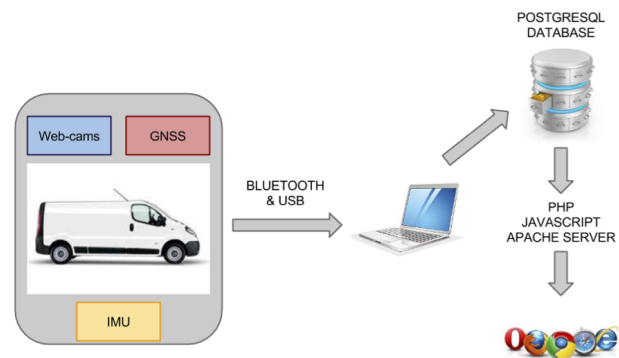 POSTGRESQL
DATABASE
Web-cams
GNSS
BLUETOOTH
& USB
PHP
JAVASCRIPT
APACHE SERVER
IMU